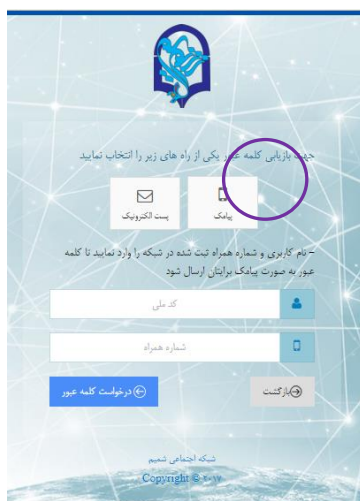 جهت بازیابی کلمه عبور یکی از راه های زیر را انتخاب نمایید
پیامک
پست الکترونیک
– نام کاربری و شماره همراه ثبت شده در شبکه را وارد نمایید تا کلمه
عبور به صورت پیامک برایتان ارسال شود
کد ملی
شماره همراه
بازگشت
درخواست کلمه عبور
شبکه اجتماعی شمیم
Copyright © ۲۰۱۷